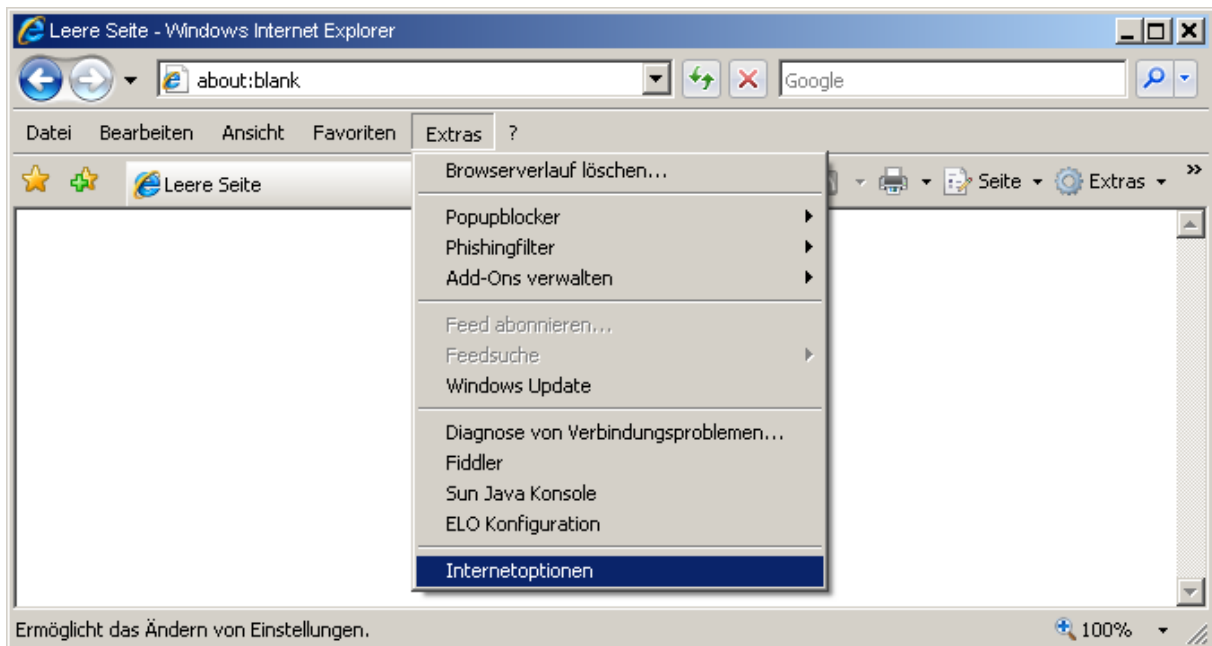 Leere Seite - Windows Internet Explorer
about:blank
Google
Datei Bearbeiten Ansicht Favoriten Extras ?
Leere Seite
Seite Extras »
Browserverlauf löschen...
Popupblocker
Phishingfilter
Add-Ons verwalten
Feed abonnieren...
Feedsuche
Windows Update
Diagnose von Verbindungsproblemen...
Fiddler
Sun Java Konsole
ELO Konfiguration
Internetoptionen
Ermöglicht das Ändern von Einstellungen.
100%